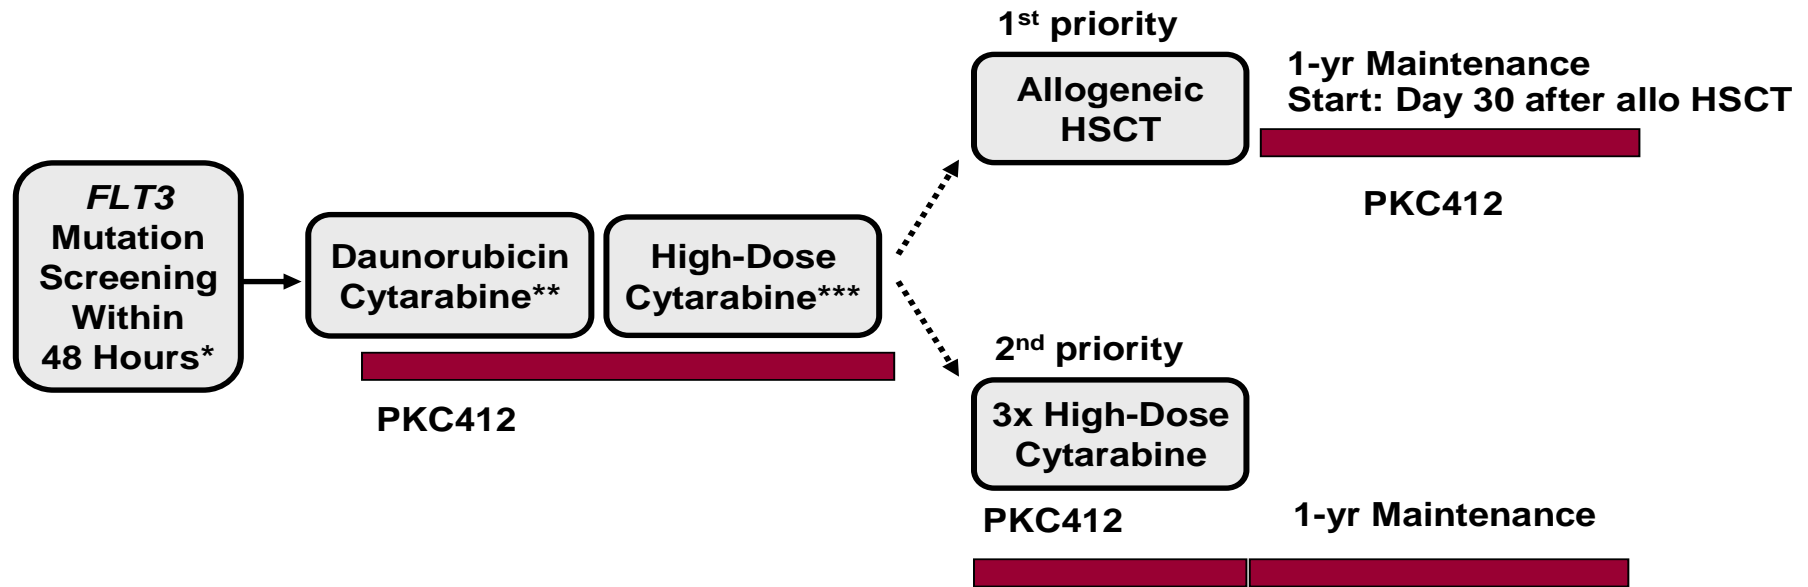 FLT3
Mutation
Screening
Within
48 Hours*
Daunorubicin
Cytarabine**
High-Dose
Cytarabine***
PKC412
1st priority
Allogeneic
HSCT
1-yr Maintenance
Start: Day 30 after allo HSCT
PKC412
2nd priority
3x High-Dose
Cytarabine
PKC412
1-yr Maintenance